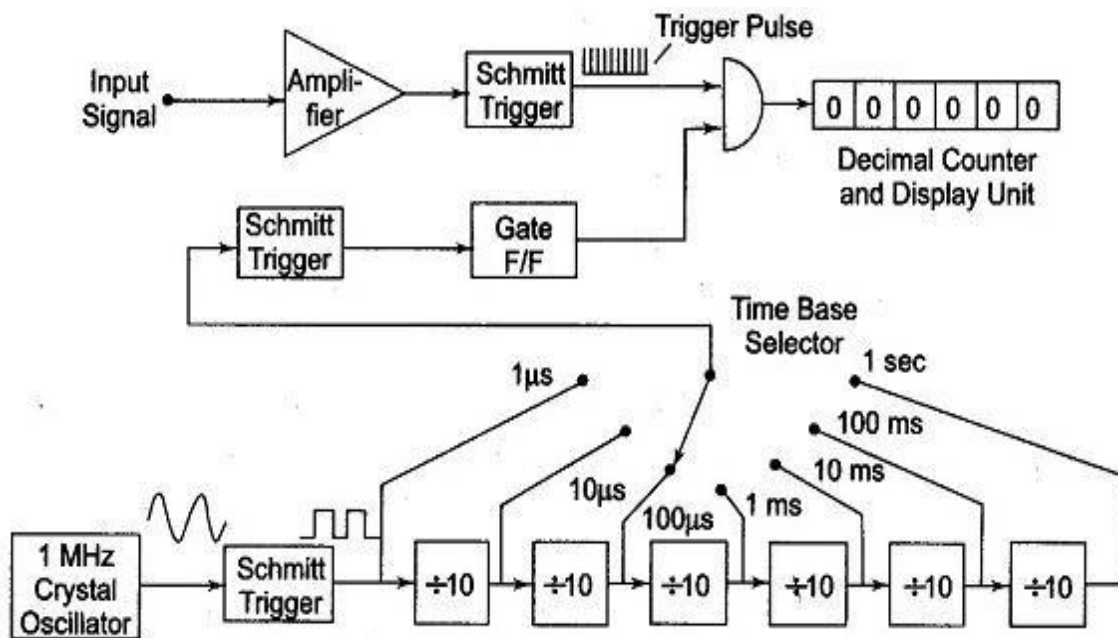 Input
Signal
Ampli-
fier
Schmitt
Trigger
Trigger Pulse
0 0 0 0 0 0
Decimal Counter
and Display Unit
Schmitt
Trigger
Gate
F/F
Time Base
Selector
1μs
10μs
100μs
1 ms
10 ms
100 ms
1 sec
1 MHz
Crystal
Oscillator
Schmitt
Trigger
÷10
÷10
÷10
÷10
÷10
÷10